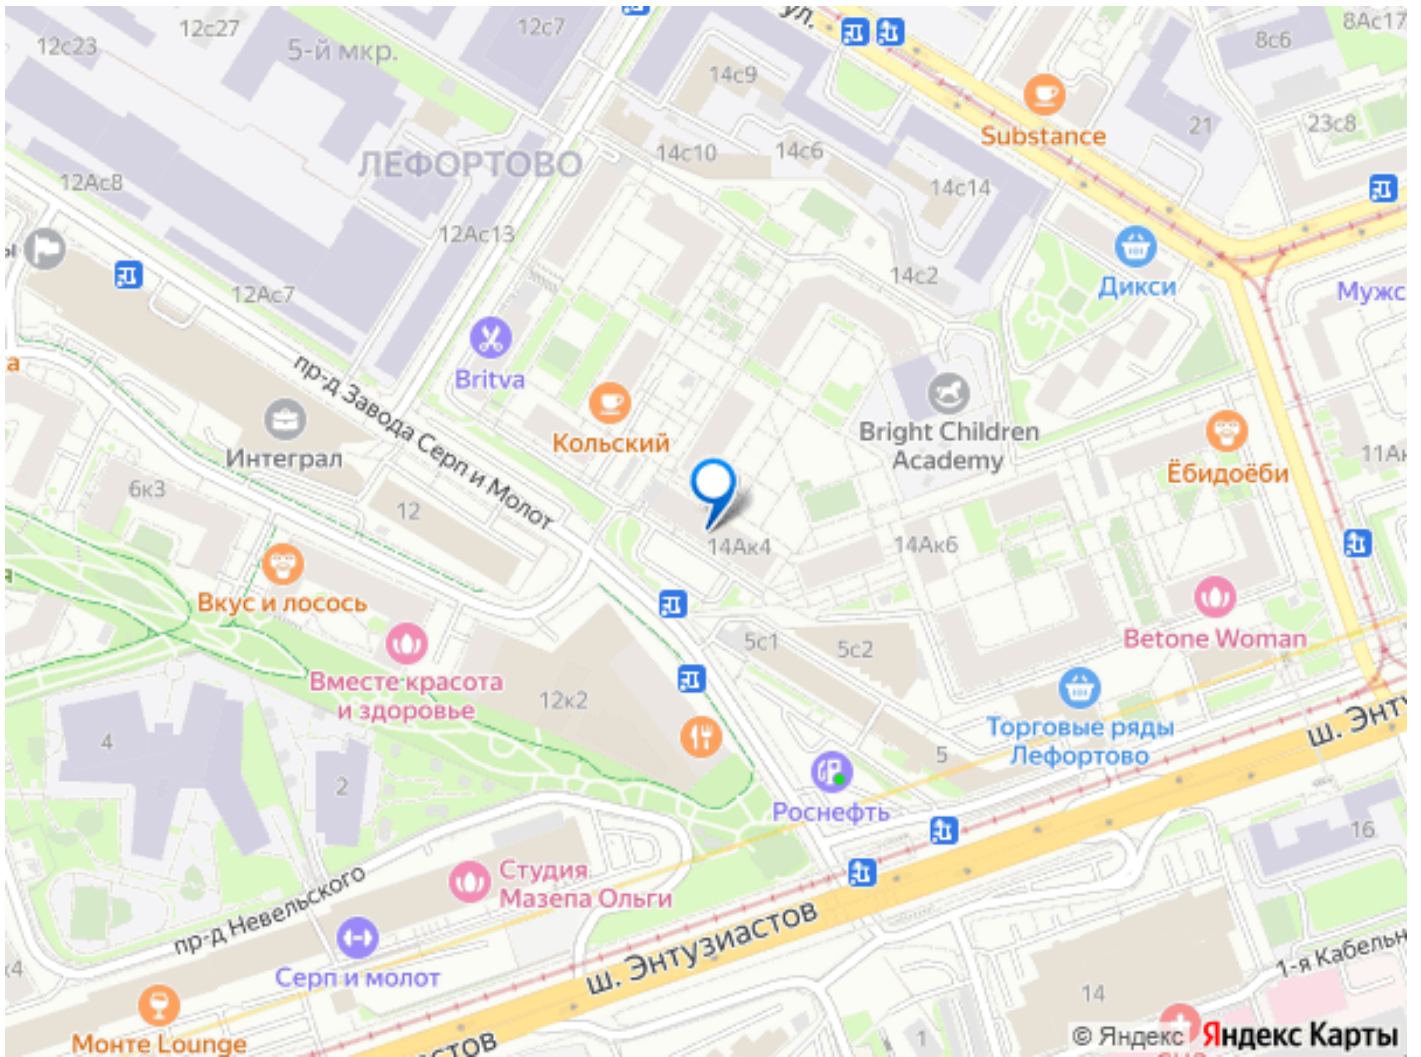 12с23
12с27
5-й мкр.
12с7
ул.
8Ас17
8с6
14с9
Substance
21
23с8
ЛЕФОРТОВО
14с10
14с6
14с14
12Ас8
12Ас13
ы
12Ас7
14с2
Дикси
Мужс
а
Britva
пр-д Завода Серп и Молот
Кольский
Bright Children
Academy
Интеграл
Ёбидоёби
11Ак
6к3
12
14Ак4
14Ак6
я
Вкус и лосось
Betone Woman
5с1
5с2
Вместе красота
и здоровье
12к2
4
2
5
Торговые ряды
Лефортово
ш. Энту
Роснефть
16
Студия
Мазепа Ольги
пр-д Невельского
ш. Энтузиастов
1-я Кабельн
к4
Серп и молот
14
Монте Lounge
узиастов
1
© Яндекс Яндекс Карты